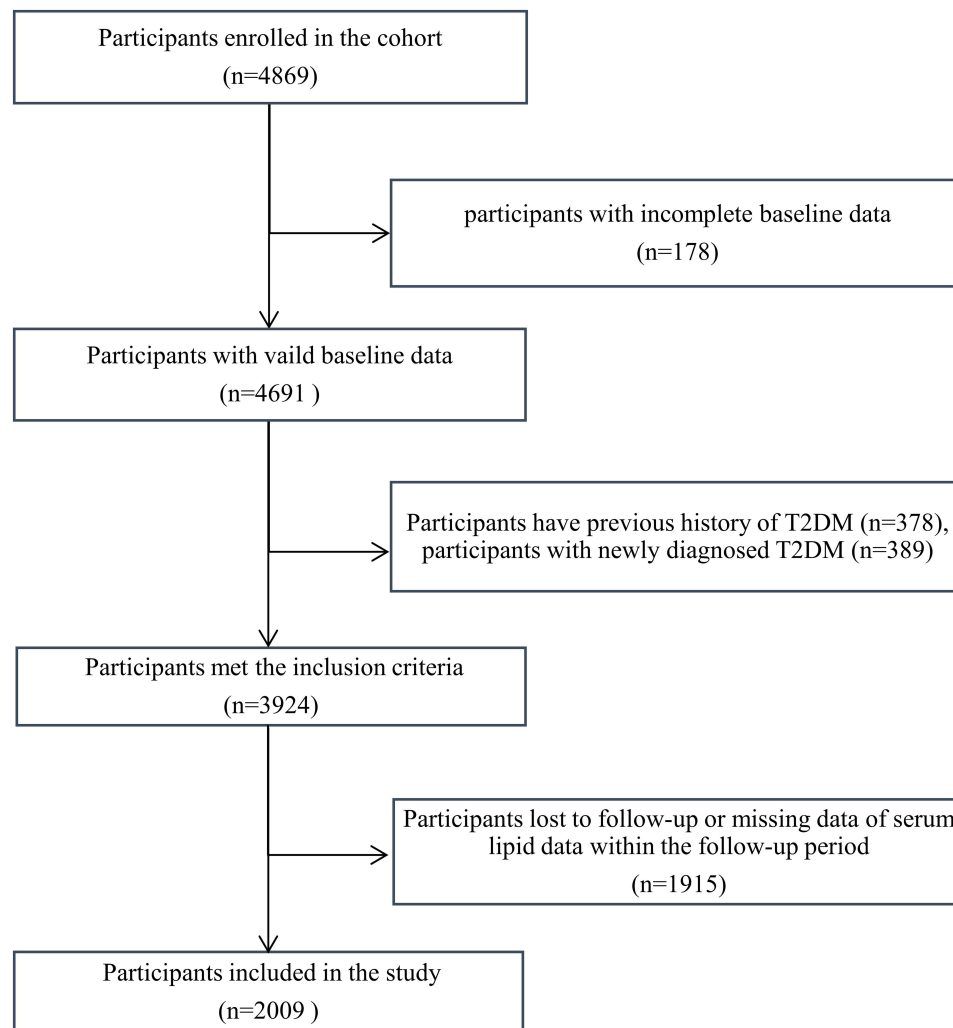 Participants enrolled in the cohort
(n=4869)
participants with incomplete baseline data
(n=178)
Participants with vaild baseline data
(n=4691 )
Participants have previous history of T2DM (n=378),
participants with newly diagnosed T2DM (n=389)
Participants met the inclusion criteria
(n=3924)
Participants lost to follow-up or missing data of serum
lipid data within the follow-up period
(n=1915)
Participants included in the study
(n=2009 )